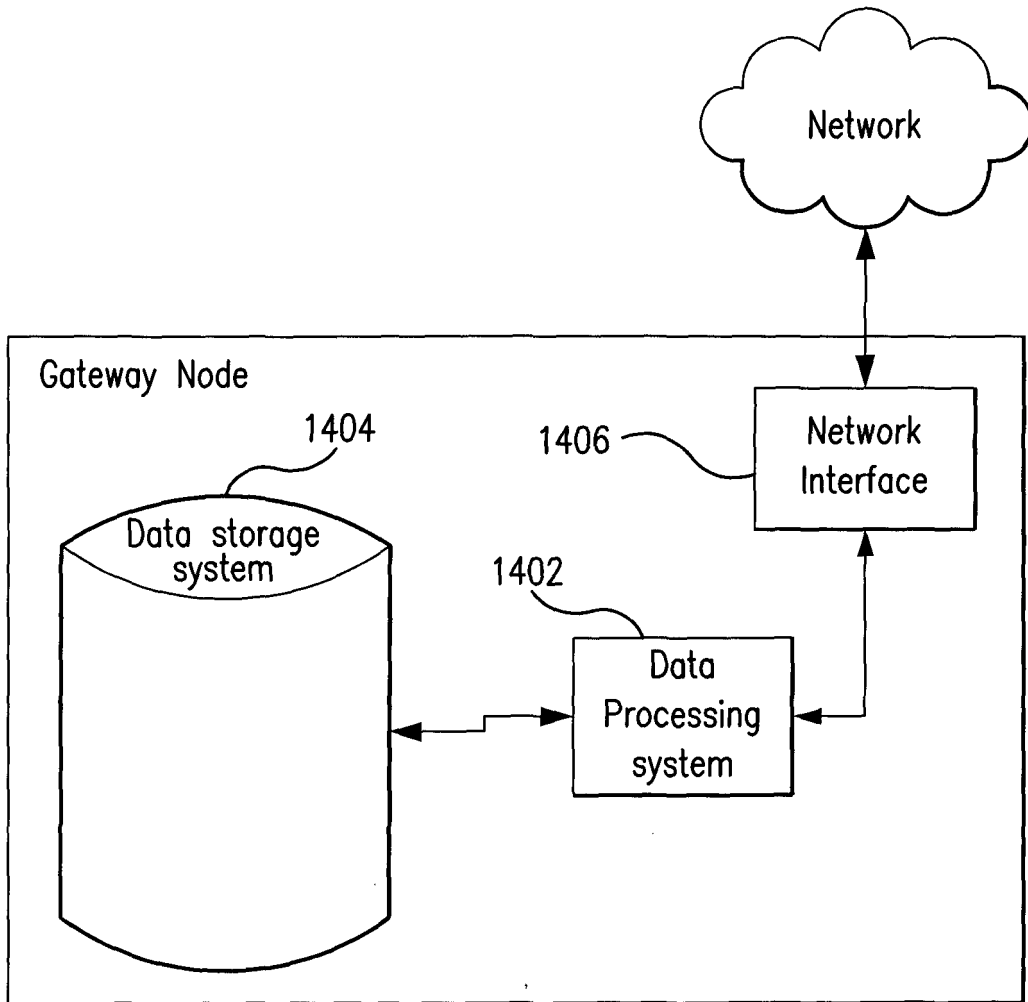 Network
Gateway Node
1404
1406
Network
Interface
Data storage
system
1402
Data
Processing
system